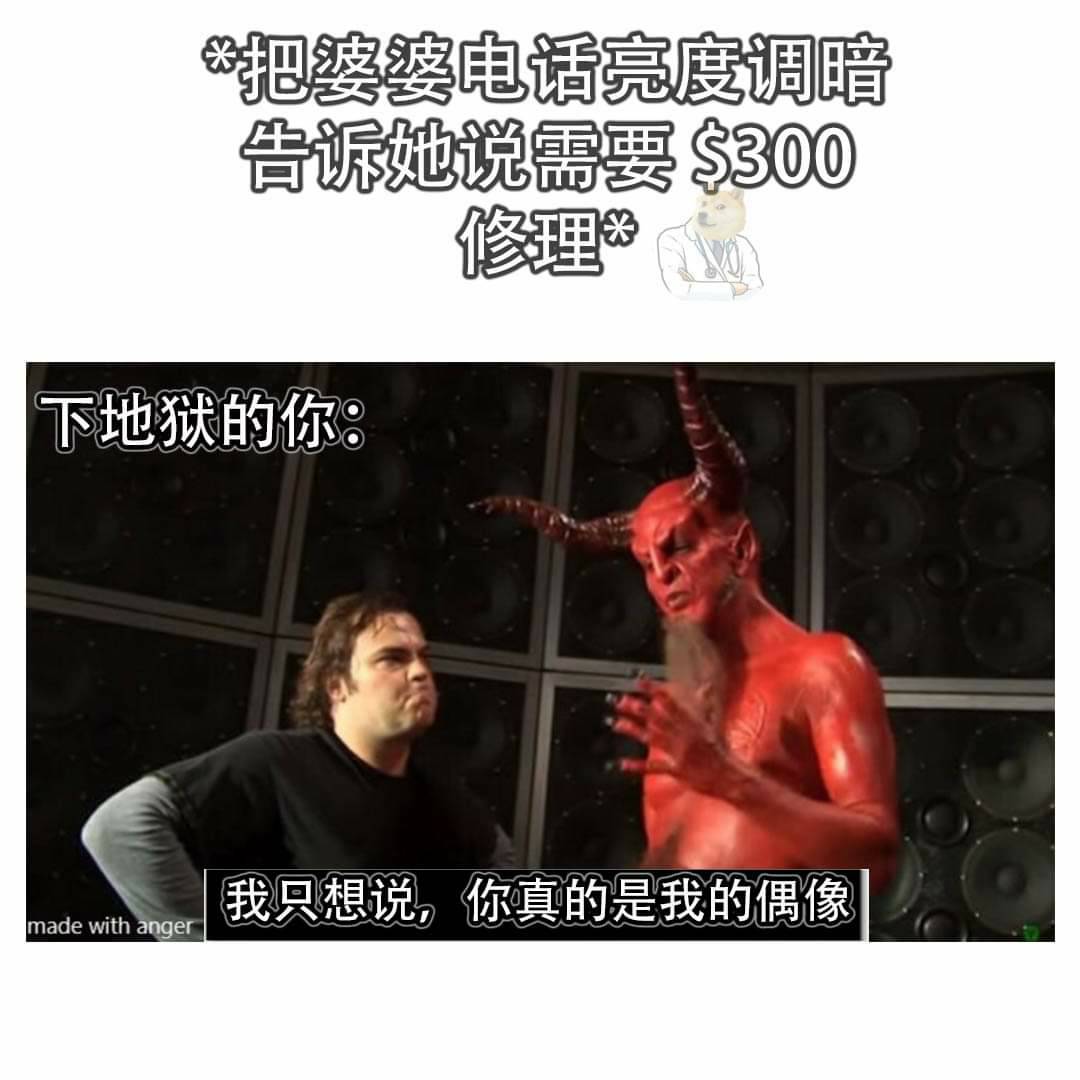 *把婆婆电话亮度调暗
告诉她说需要 $300
修理*
下地狱的你：
我只想说，你真的是我的偶像
made with anger